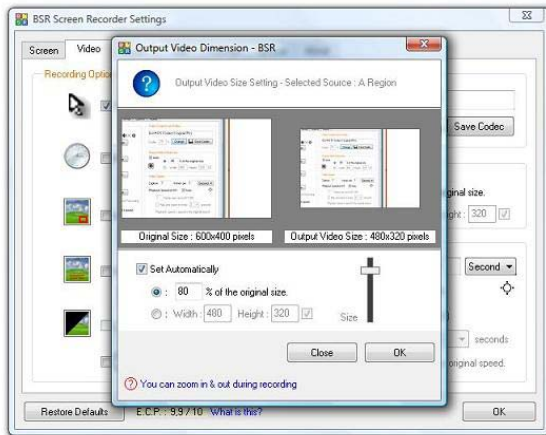 BSR Screen Recorder Settings
Screen
Video
Recording Optio
Output Video Dimension - BSR
Output Video Size Setting - Selected Source : A Region
Original Size : 600x400 pixels
Output Video Size : 480x320 pixels
Set Automatically
: 80 % of the original size.
: Width : 480 Height : 320
Size
Close
OK
You can zoom in & out during recording
Save Codec
ginal size.
ght : 320
Second
seconds
original speed.
Restore Defaults
E.C.P. : 9,9 / 10 What is this?
OK